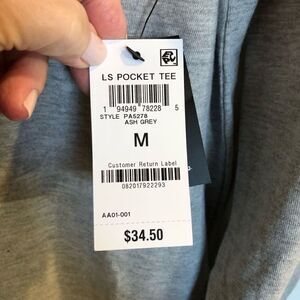 LS POCKET TEE
1 94949 78228 5
STYLE PA5278
ASH GREY
M
Customer Return Label
082017922293
AA01-001
$34.50